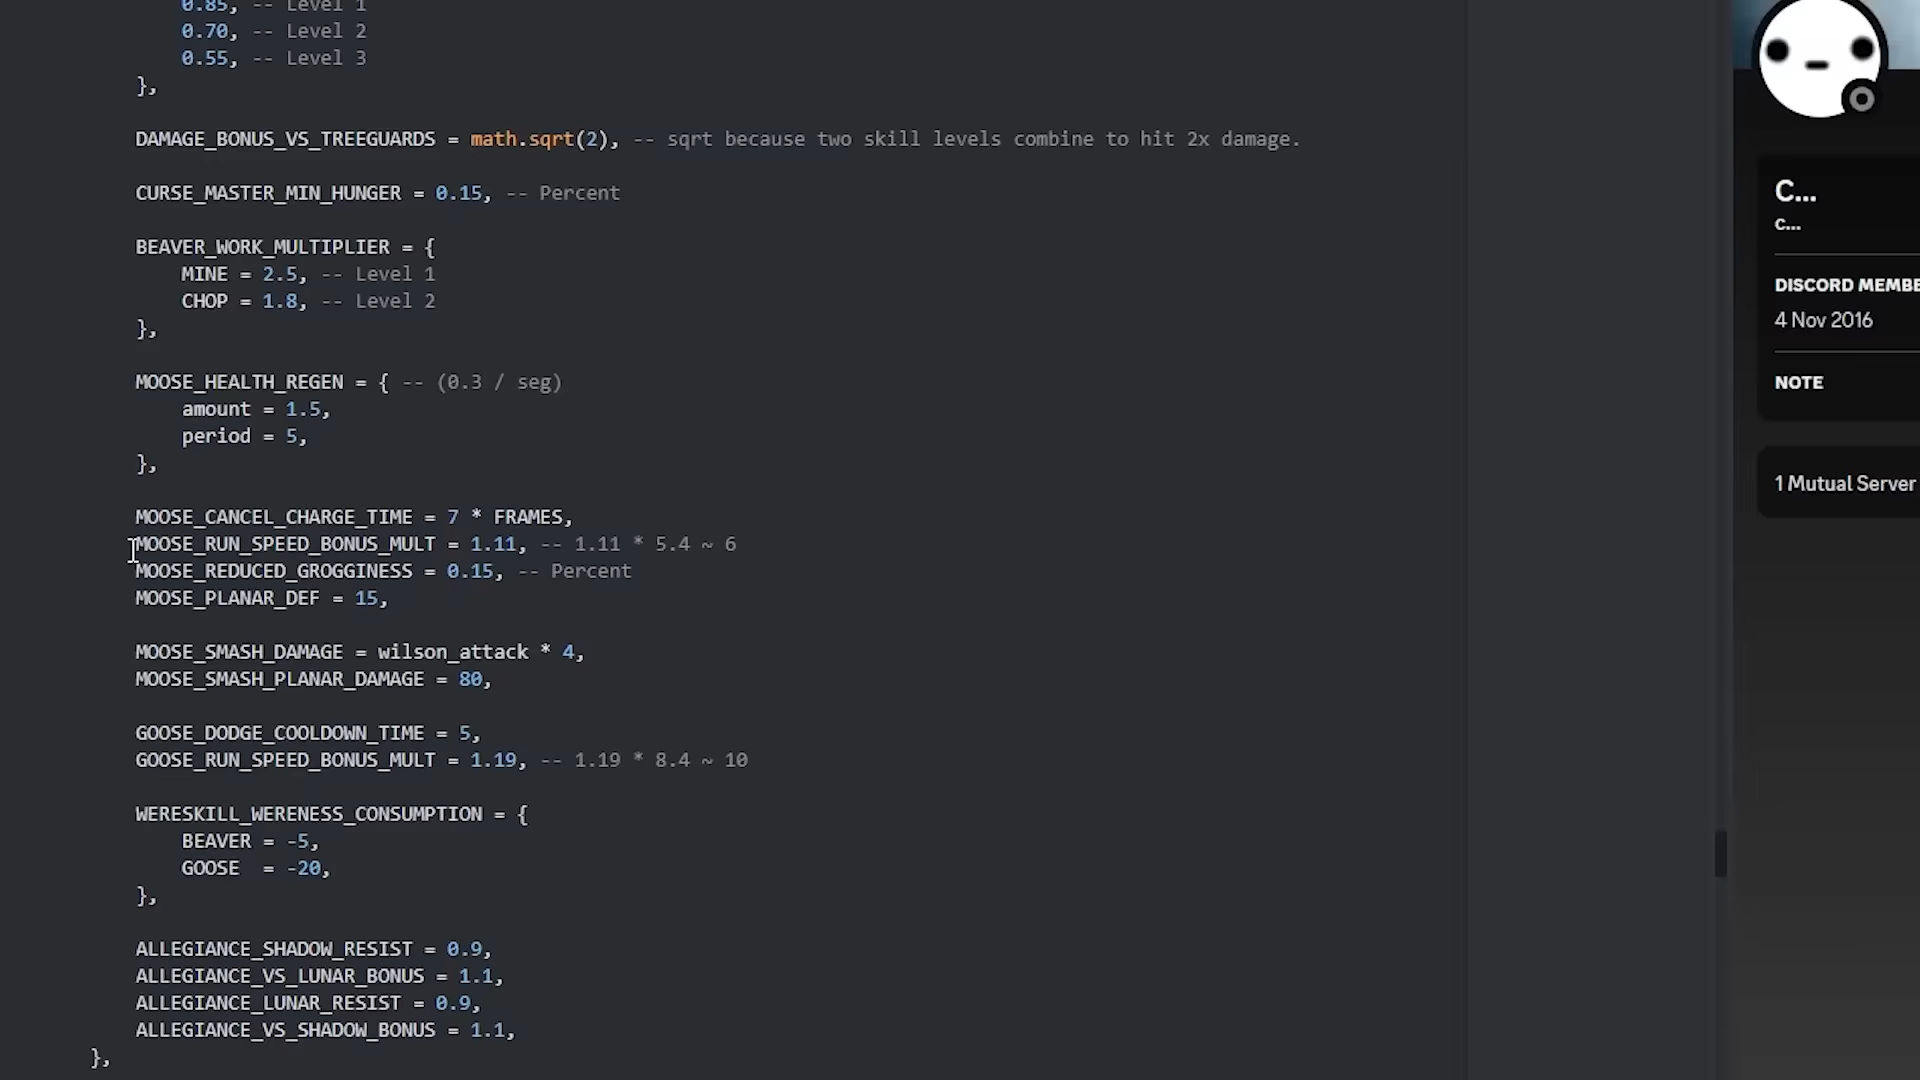 0.85, -- Level 1
0.70, -- Level 2
0.55, -- Level 3
},
DAMAGE_BONUS_VS_TREEGUARDS = math.sqrt(2), -- sqrt because two skill levels combine to hit 2x damage.
CURSE_MASTER_MIN_HUNGER = 0.15, -- Percent
BEAVER_WORK_MULTIPLIER = {
MINE = 2.5, -- Level 1
CHOP = 1.8, -- Level 2
},
MOOSE_HEALTH_REGEN = { -- (0.3 / seg)
amount = 1.5,
period = 5,
},
MOOSE_CANCEL_CHARGE_TIME = 7 * FRAMES,
MOOSE_RUN_SPEED_BONUS_MULT = 1.11, -- 1.11 * 5.4 ~ 6
MOOSE_REDUCED_GROGGINESS = 0.15, -- Percent
MOOSE_PLANAR_DEF = 15,
MOOSE_SMASH_DAMAGE = wilson_attack * 4,
MOOSE_SMASH_PLANAR_DAMAGE = 80,
GOOSE_DODGE_COOLDOWN_TIME = 5,
GOOSE_RUN_SPEED_BONUS_MULT = 1.19, -- 1.19 * 8.4 ~ 10
WERESKILL_WERENESS_CONSUMPTION = {
BEAVER = -5,
GOOSE  = -20,
},
ALLEGIANCE_SHADOW_RESIST = 0.9,
ALLEGIANCE_VS_LUNAR_BONUS = 1.1,
ALLEGIANCE_LUNAR_RESIST = 0.9,
ALLEGIANCE_VS_SHADOW_BONUS = 1.1,
},
C...
c...
DISCORD MEMBE
4 Nov 2016
NOTE
1 Mutual Server